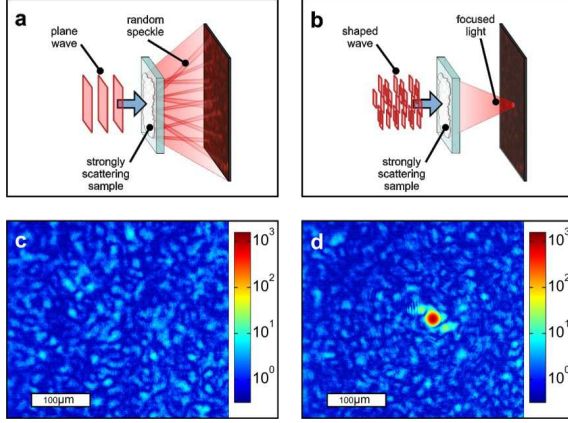 a
plane
wave
random
speckle
strongly
scattering
sample
b
shaped
wave
focused
light
strongly
scattering
sample
c
10³
10²
10¹
10⁰
100μm
d
10³
10²
10¹
10⁰
100μm